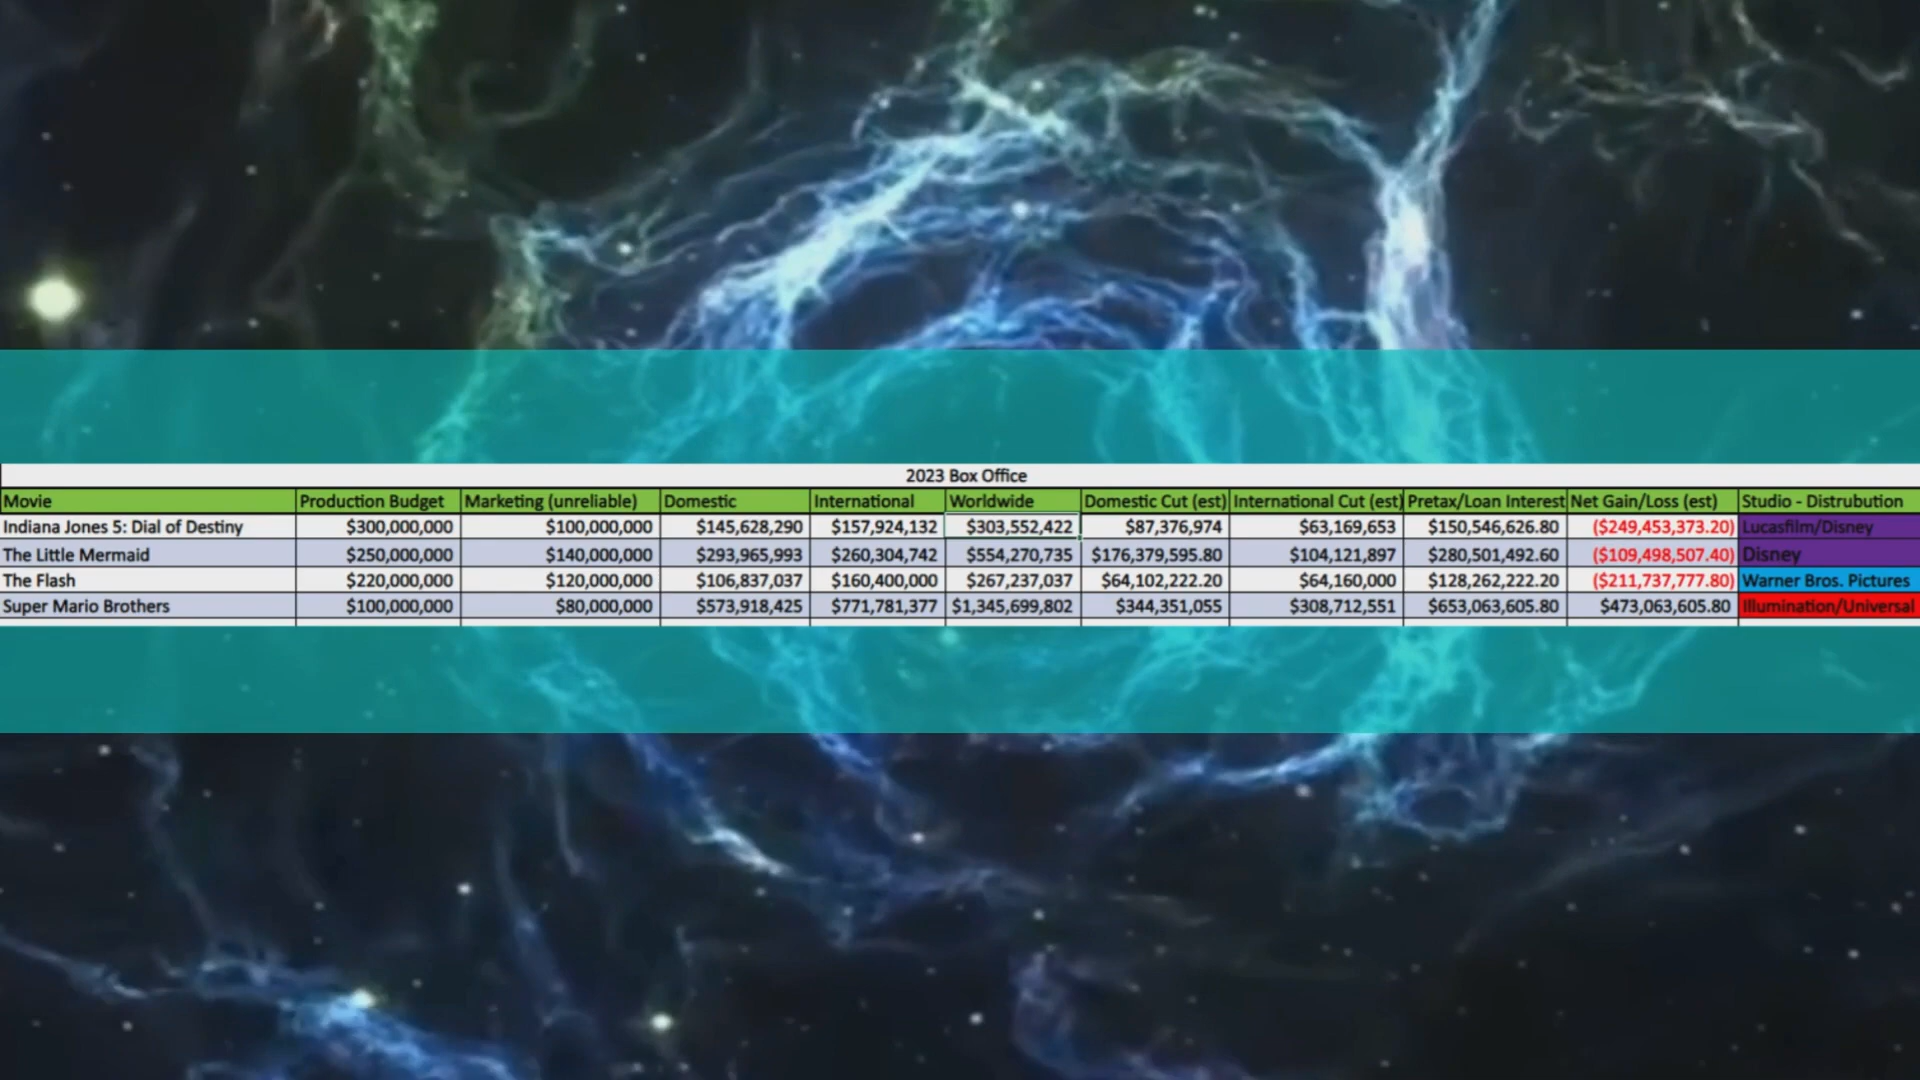 2023 Box Office
Movie Production Budget Marketing (unreliable) Domestic International Worldwide Domestic Cut (est) International Cut (est) Pretax/Loan Interest Net Gain/Loss (est) Studio - Distrubution
Indiana Jones 5: Dial of Destiny $300,000,000 $100,000,000 $145,628,290 $157,924,132 $303,552,422 $87,376,974 $63,169,653 $150,546,626.80 ($249,453,373.20) Lucasfilm/Disney
The Little Mermaid $250,000,000 $140,000,000 $293,965,993 $260,304,742 $554,270,735 $176,379,595.80 $104,121,897 $280,501,492.60 ($109,498,507.40) Disney
The Flash $220,000,000 $120,000,000 $106,837,037 $160,400,000 $267,237,037 $64,102,222.20 $64,160,000 $128,262,222.20 ($211,737,777.80) Warner Bros. Pictures
Super Mario Brothers $100,000,000 $80,000,000 $573,918,425 $771,781,377 $1,345,699,802 $344,351,055 $308,712,551 $653,063,605.80 $473,063,605.80 Illumination/Universal